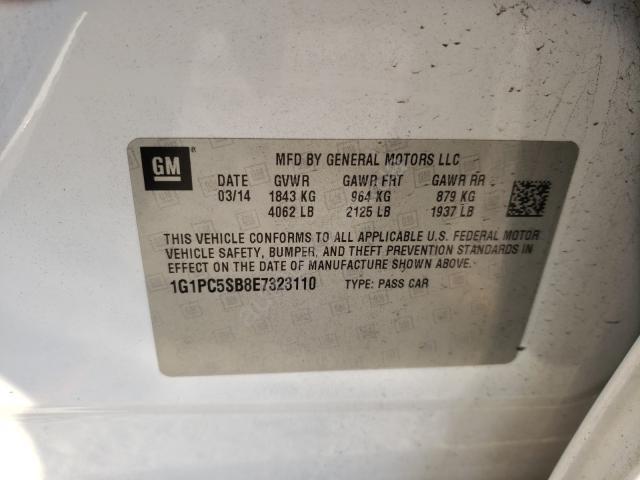 GM ®
MFD BY GENERAL MOTORS LLC
DATE GVWR GAWR FRT GAWR RR
03/14 1843 KG 964 KG 879 KG
4062 LB 2125 LB 1937 LB
THIS VEHICLE CONFORMS TO ALL APPLICABLE U.S. FEDERAL MOTOR
VEHICLE SAFETY, BUMPER, AND THEFT PREVENTION STANDARDS IN
EFFECT ON THE DATE OF MANUFACTURE SHOWN ABOVE.
1G1PC5SB8E7323110 TYPE: PASS CAR